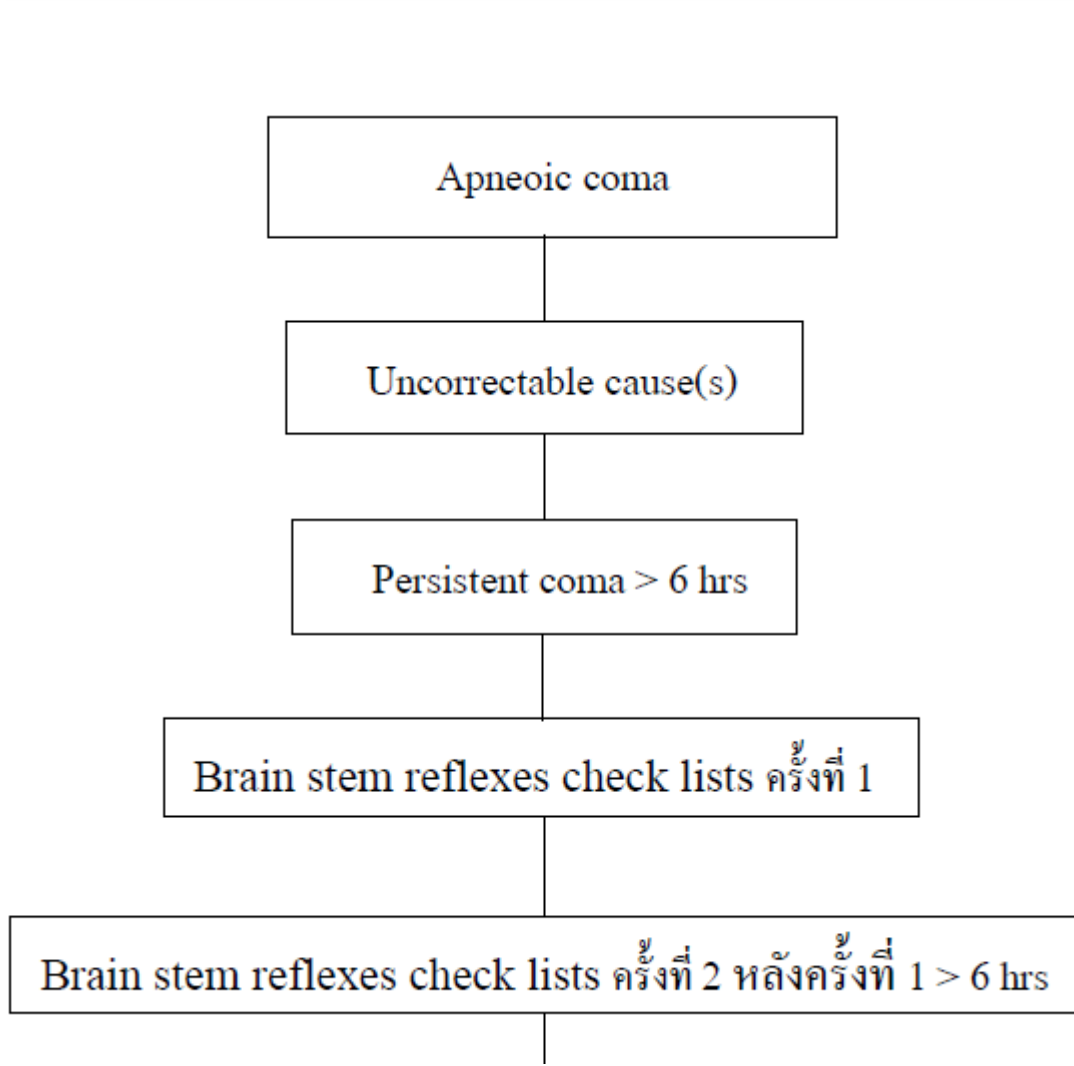 Apneoic coma
Uncorrectable cause(s)
Persistent coma > 6 hrs
Brain stem reflexes check lists ครั้งที่ 1
Brain stem reflexes check lists ครั้งที่ 2 หลังครั้งที่ 1 > 6 hrs